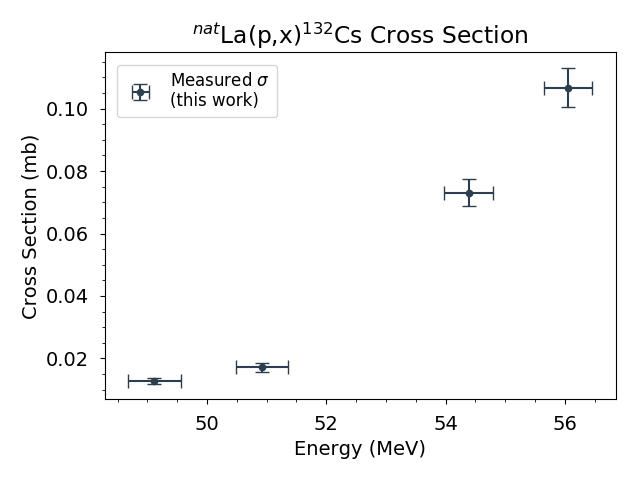 ⁿᵃᵗLa(p,x)¹³²Cs Cross Section
Measured σ
(this work)
Cross Section (mb)
0.10
0.08
0.06
0.04
0.02
50 52 54 56
Energy (MeV)